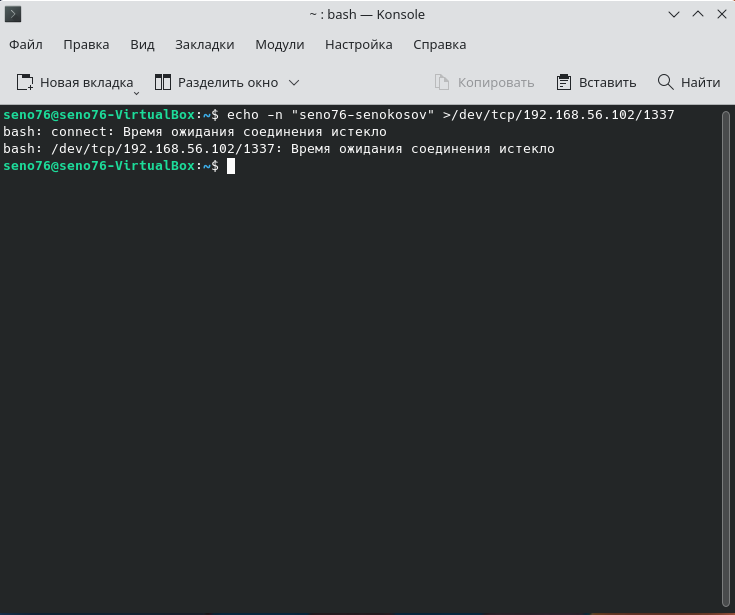 ~ : bash — Konsole
Файл Правка Вид Закладки Модули Настройка Справка
Новая вкладка Разделить окно Копировать Вставить Найти
seno76@seno76-VirtualBox:~$ echo -n "seno76-senokosov" >/dev/tcp/192.168.56.102/1337
bash: connect: Время ожидания соединения истекло
bash: /dev/tcp/192.168.56.102/1337: Время ожидания соединения истекло
seno76@seno76-VirtualBox:~$